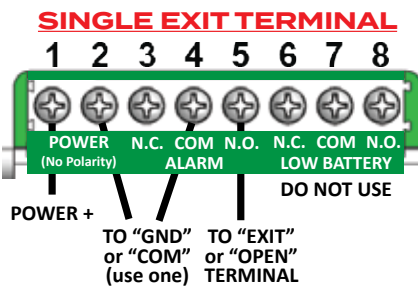 SINGLE EXIT TERMINAL
1 2 3 4 5 6 7 8
POWER N.C. COM N.O. N.C. COM N.O.
(No Polarity) ALARM LOW BATTERY
DO NOT USE
POWER +
TO “GND” TO “EXIT”
or “COM” or “OPEN”
(use one) TERMINAL